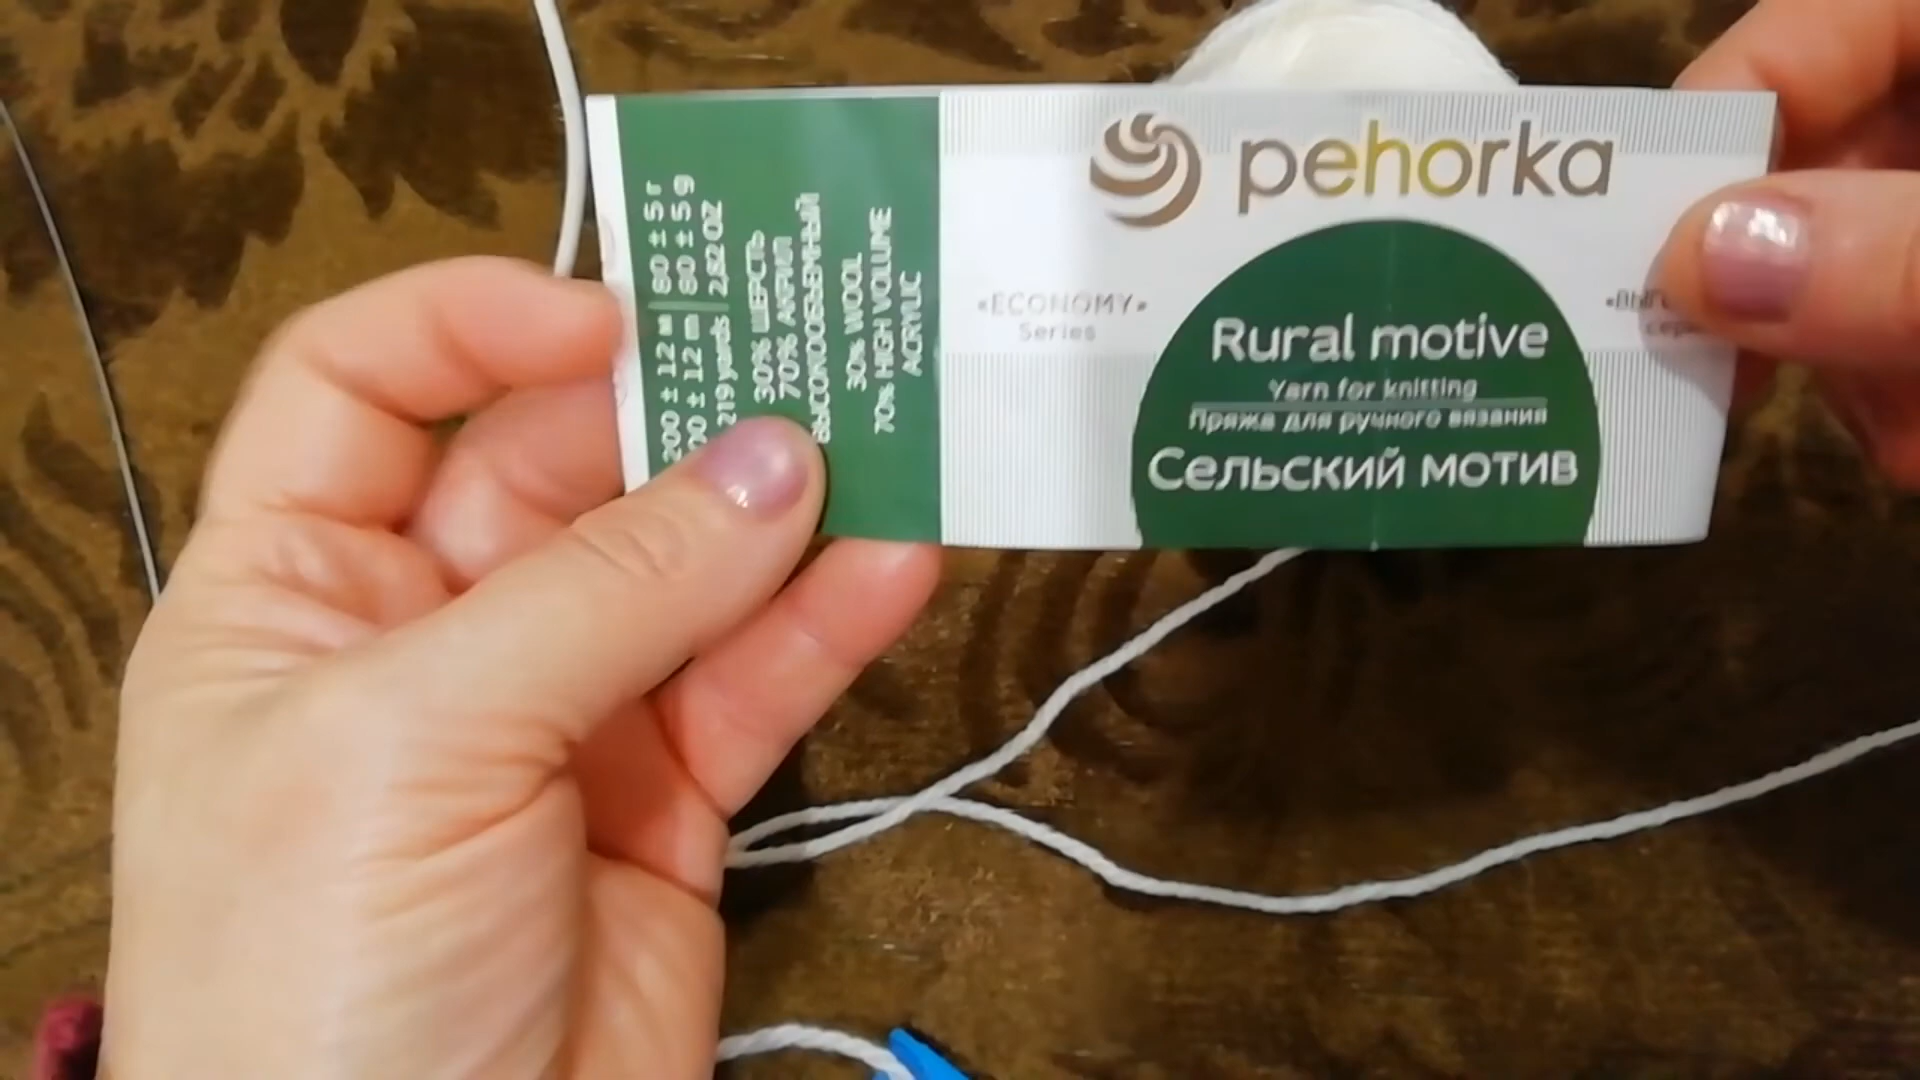 pehorka
«ECONOMY»
Series
Rural motive
Yarn for knitting
Пряжа для ручного вязания
Сельский мотив
200 ± 12 м | 80 ± 5 г
00 ± 12 m | 80 ± 5 g
219 yards | 2.82 OZ
30% ШЕРСТЬ
70% АКРИЛ
ВЫСОКООБЪЕМНЫЙ
30% WOOL
70% HIGH VOLUME
ACRYLIC